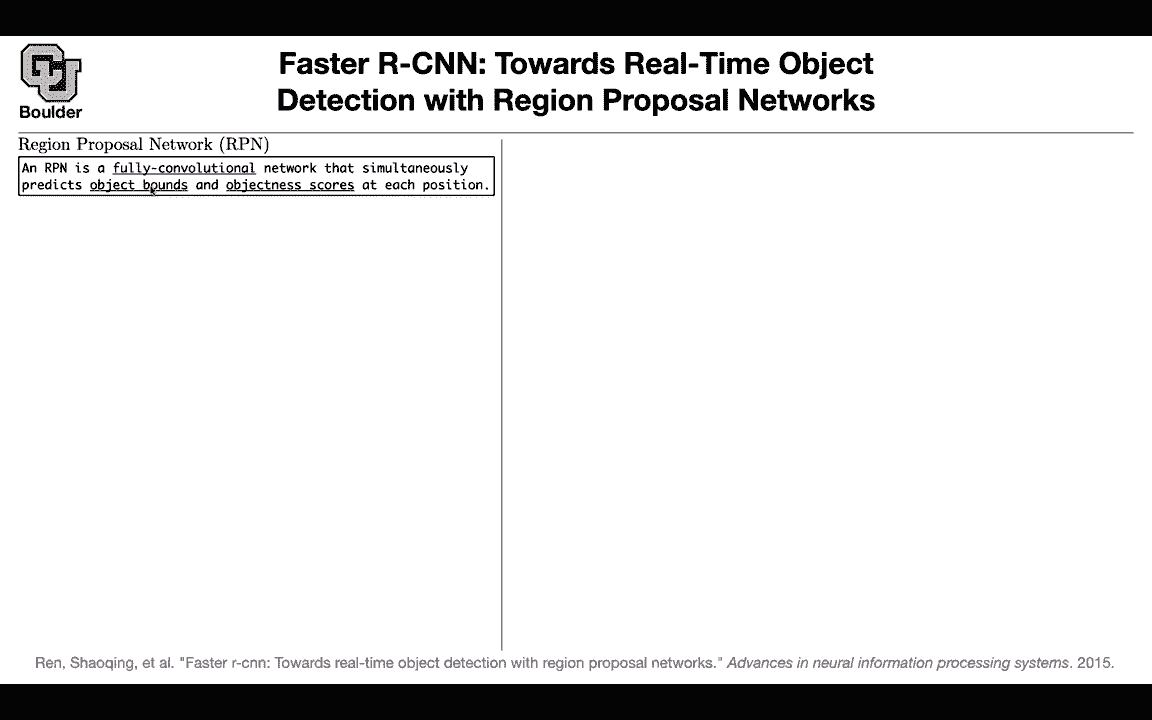 Boulder
Faster R-CNN: Towards Real-Time Object
Detection with Region Proposal Networks
Region Proposal Network (RPN)
An RPN is a fully-convolutional network that simultaneously
predicts object bounds and objectness scores at each position.
Ren, Shaoqing, et al. "Faster r-cnn: Towards real-time object detection with region proposal networks." Advances in neural information processing systems. 2015.